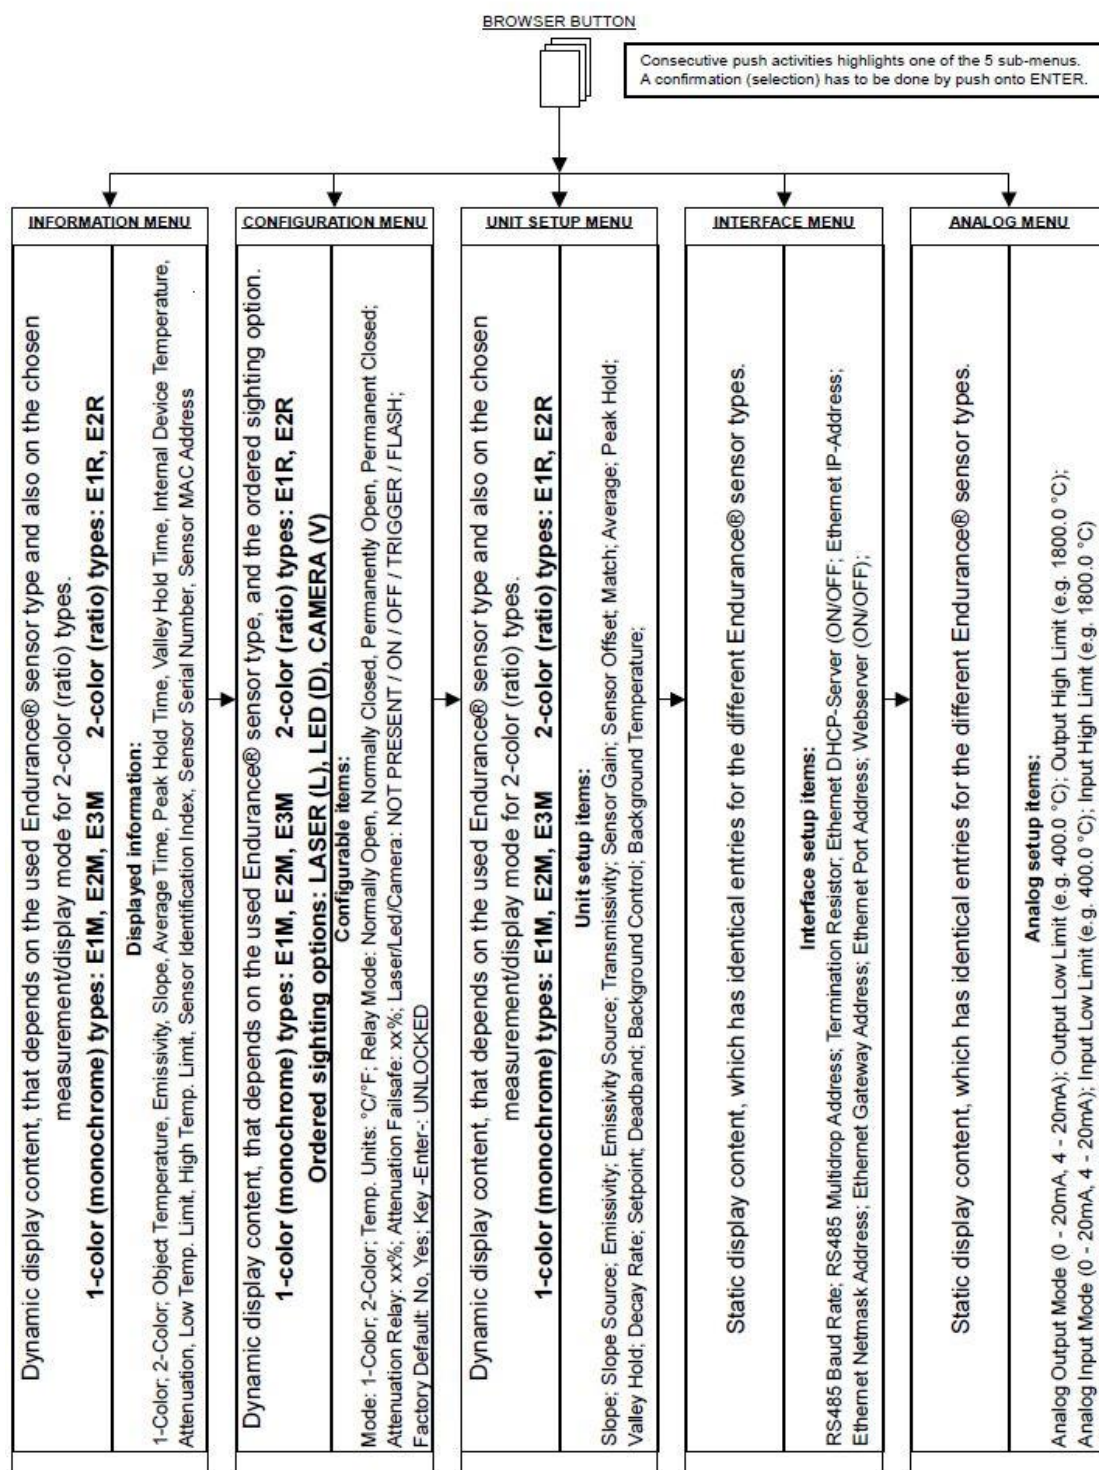 BROWSER BUTTON
Consecutive push activities highlights one of the 5 sub-menus.
A confirmation (selection) has to be done by push onto ENTER.
INFORMATION MENU
Dynamic display content, that depends on the used Endurance® sensor type and also on the chosen
measurement/display mode for 2-color (ratio) types.
1-color (monochrome) types: E1M, E2M, E3M 2-color (ratio) types: E1R, E2R
Displayed information:
1-Color; 2-Color; Object Temperature, Emissivity, Slope, Average Time, Peak Hold Time, Valley Hold Time, Internal Device Temperature,
Attenuation, Low Temp. Limit, High Temp. Limit, Sensor Identification Index, Sensor Serial Number, Sensor MAC Address
CONFIGURATION MENU
Dynamic display content, that depends on the used Endurance® sensor type, and the ordered sighting option.
1-color (monochrome) types: E1M, E2M, E3M 2-color (ratio) types: E1R, E2R
Ordered sighting options: LASER (L), LED (D), CAMERA (V)
Configurable items:
Mode: 1-Color; 2-Color; Temp. Units: °C/°F; Relay Mode: Normally Open, Normally Closed, Permanently Open, Permanent Closed;
Attenuation Relay: xx%; Attenuation Failsafe: xx%; Laser/Led/Camera: NOT PRESENT / ON / OFF / TRIGGER / FLASH;
Factory Default: No, Yes; Key -Enter-: UNLOCKED
UNIT SETUP MENU
Dynamic display content, that depends on the used Endurance® sensor type and also on the chosen
measurement/display mode for 2-color (ratio) types.
1-color (monochrome) types: E1M, E2M, E3M 2-color (ratio) types: E1R, E2R
Unit setup items:
Slope; Slope Source; Emissivity; Emissivity Source; Transmissivity; Sensor Gain; Sensor Offset; Match; Average; Peak Hold;
Valley Hold; Decay Rate; Setpoint; Deadband; Background Control; Background Temperature;
INTERFACE MENU
Static display content, which has identical entries for the different Endurance® sensor types.
Interface setup items:
RS485 Baud Rate; RS485 Multidrop Address; Termination Resistor; Ethernet DHCP-Server (ON/OFF; Ethernet IP-Address;
Ethernet Netmask Address; Ethernet Gateway Address; Ethernet Port Address; Webserver (ON/OFF);
ANALOG MENU
Static display content, which has identical entries for the different Endurance® sensor types.
Analog setup items:
Analog Output Mode (0 - 20mA, 4 - 20mA); Output Low Limit (e.g. 400.0 °C); Output High Limit (e.g. 1800.0 °C);
Analog Input Mode (0 - 20mA, 4 - 20mA); Input Low Limit (e.g. 400.0 °C); Input High Limit (e.g. 1800.0 °C)